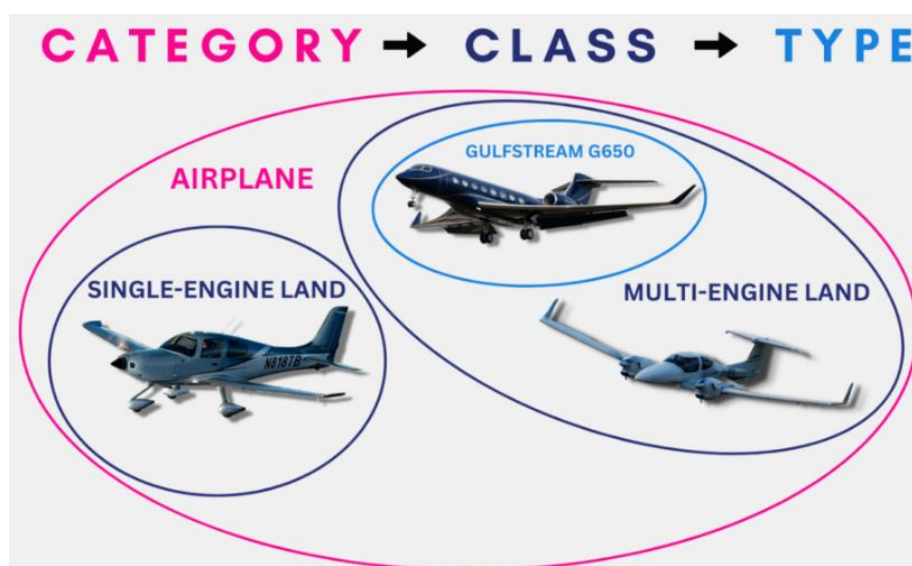 CATEGORY → CLASS → TYPE
GULFSTREAM G650
AIRPLANE
SINGLE-ENGINE LAND
MULTI-ENGINE LAND
N818TB